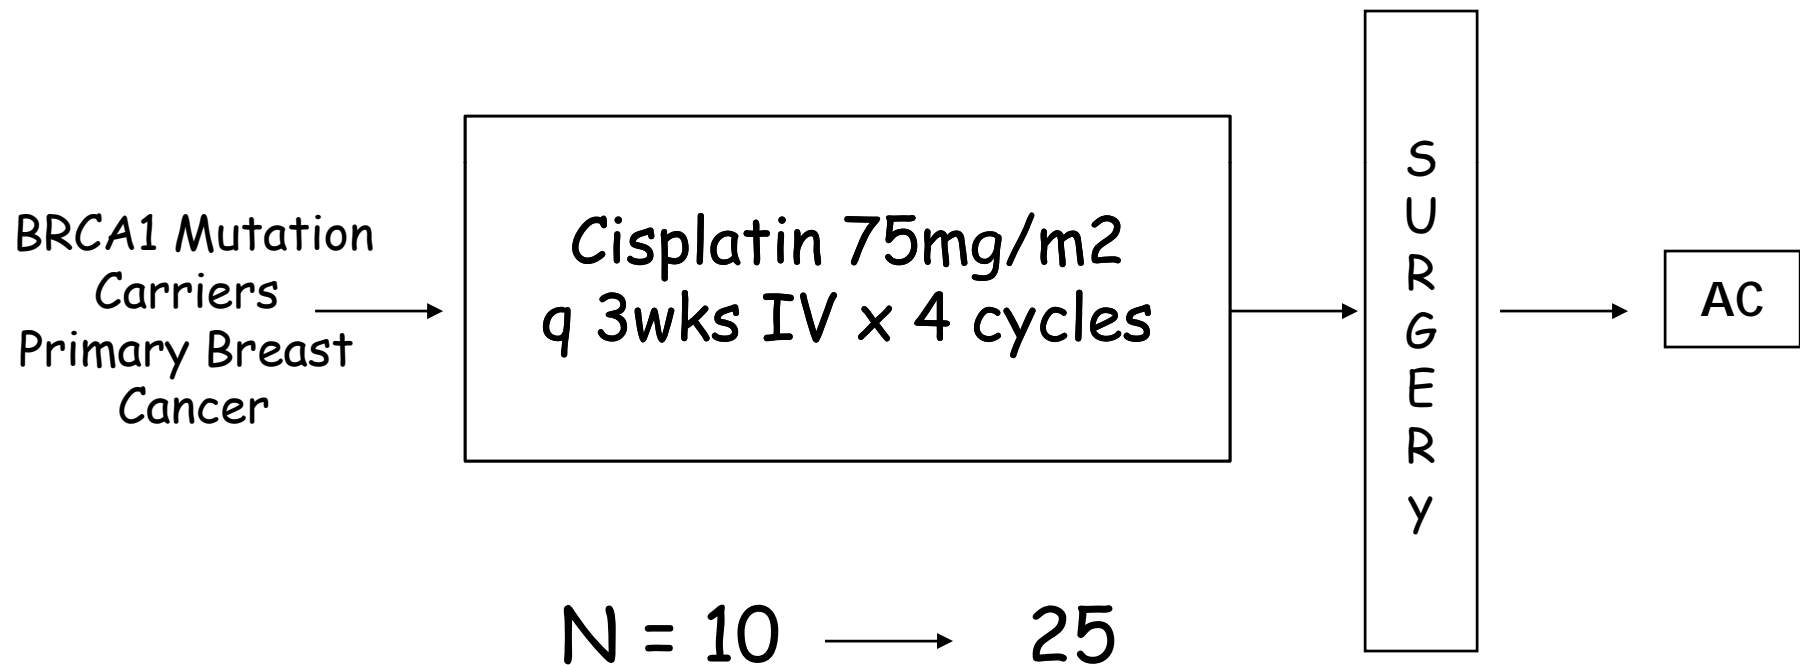 BRCA1 Mutation
Carriers
Primary Breast
Cancer
Cisplatin 75mg/m2
q 3wks IV x 4 cycles
S
U
R
G
E
R
y
AC
N = 10
25